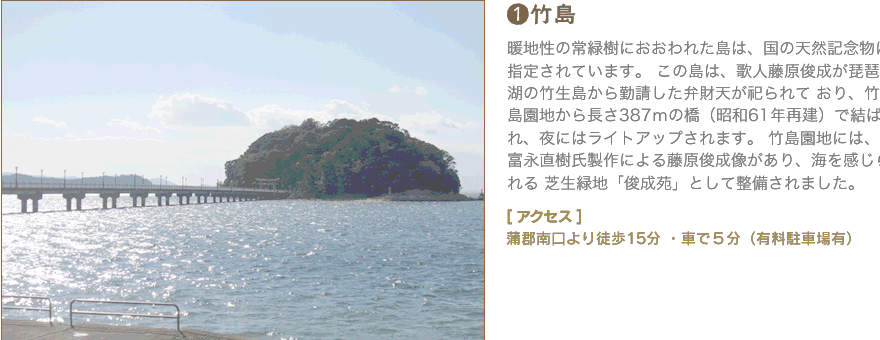 ❶竹島
暖地性の常緑樹におおわれた島は、国の天然記念物に
指定されています。 この島は、歌人藤原俊成が琵琶
湖の竹生島から勤請した弁財天が祀られて おり、竹
島園地から長さ387mの橋（昭和61年再建）で結ば
れ、夜にはライトアップされます。 竹島園地には、
富永直樹氏製作による藤原俊成像があり、海を感じら
れる 芝生緑地「俊成苑」として整備されました。
[ アクセス ]
蒲郡南口より徒歩15分 ・車で５分（有料駐車場有）